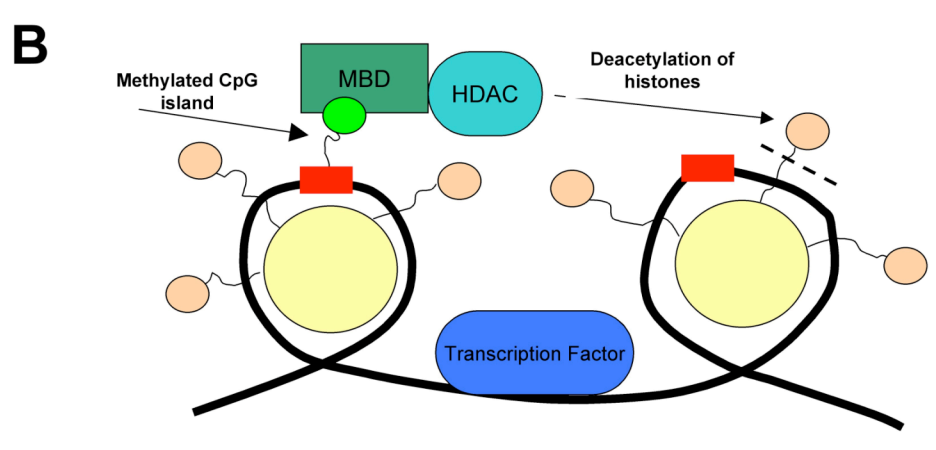 B
Methylated CpG
island
MBD
HDAC
Deacetylation of
histones
Transcription Factor